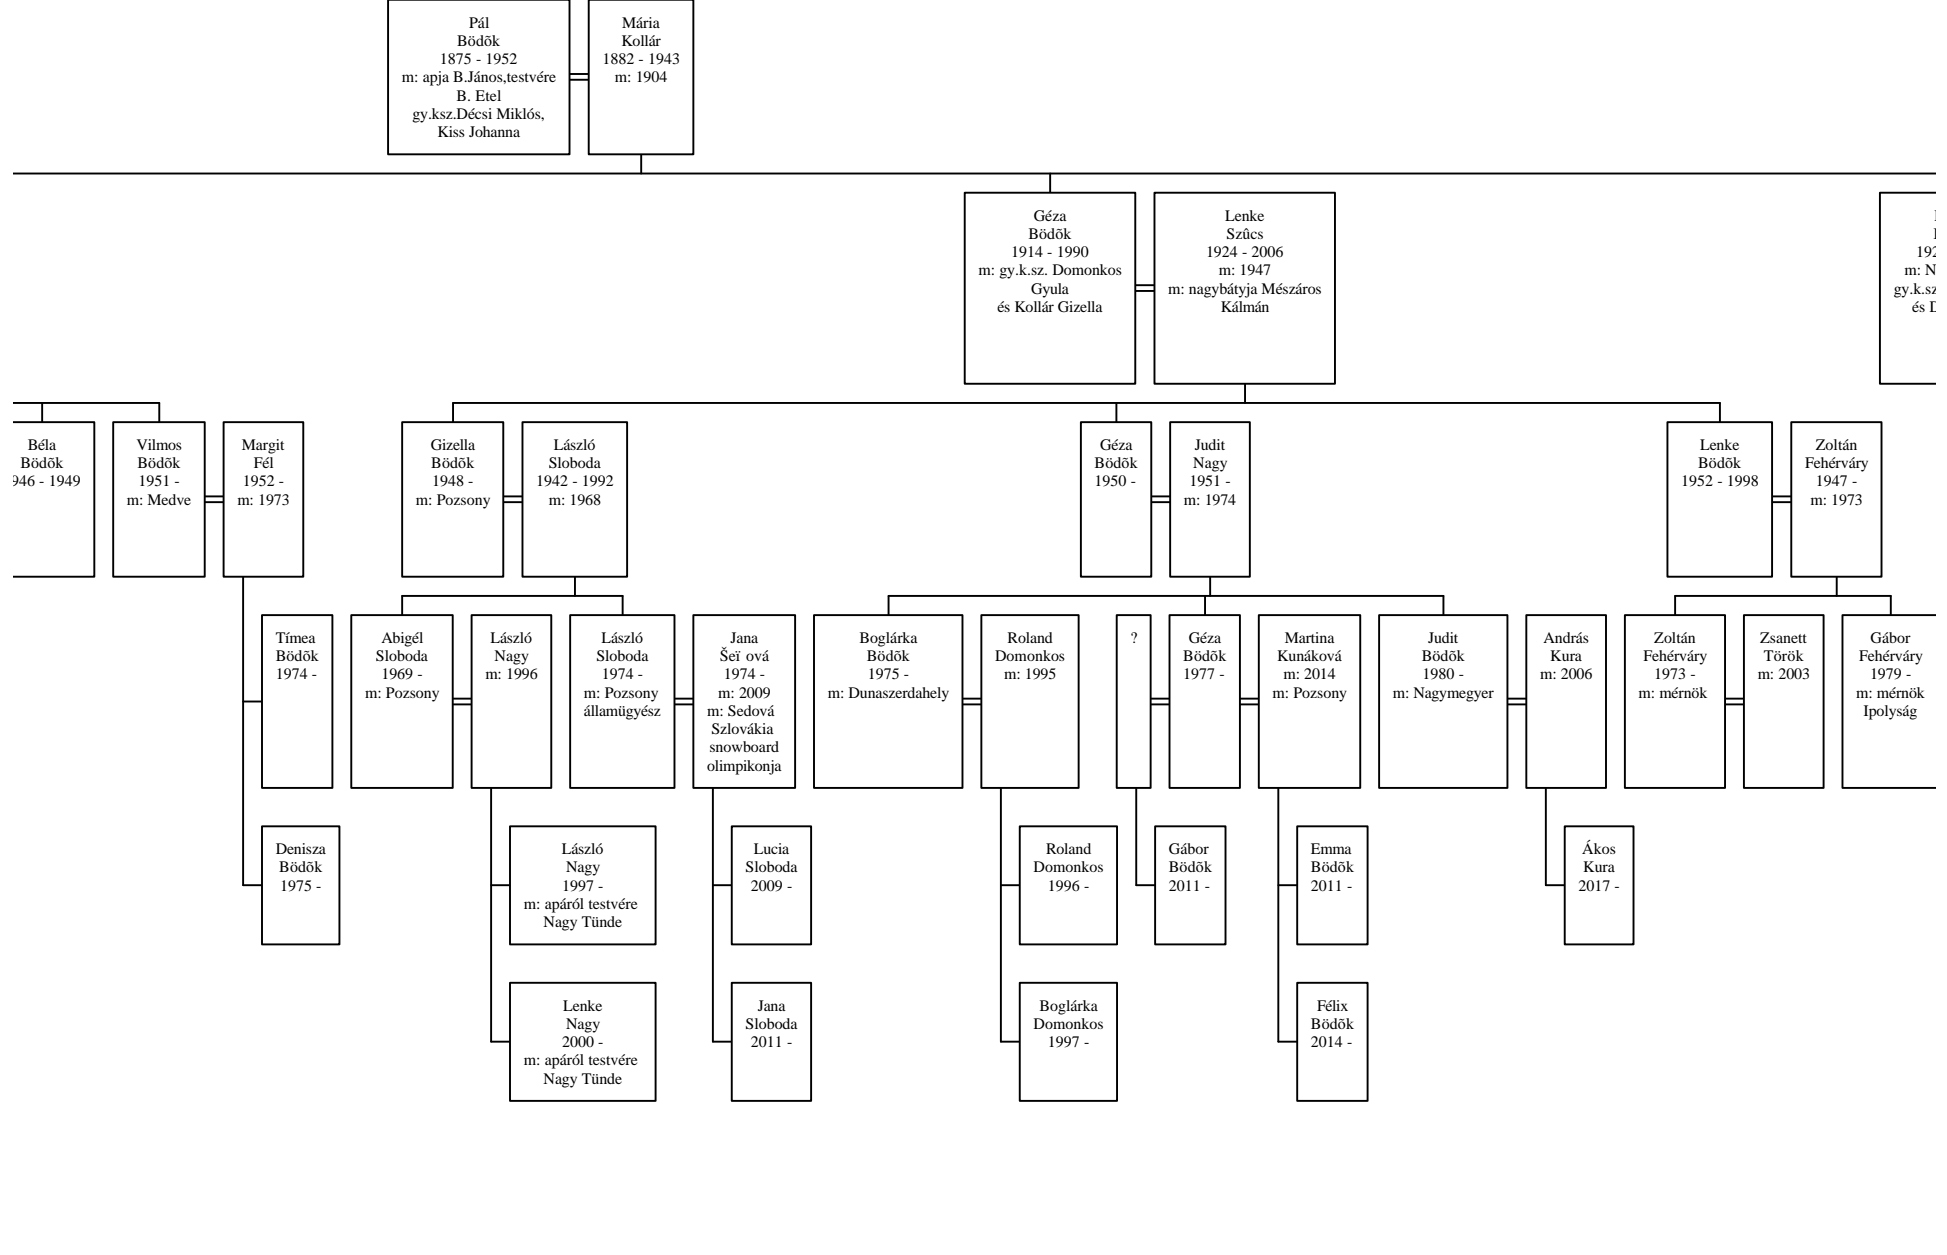 Pál
Bödõk
1875 - 1952
m: apja B.János,testvére
B. Etel
gy.ksz.Décsi Miklós,
Kiss Johanna
Mária
Kollár
1882 - 1943
m: 1904
Géza
Bödõk
1914 - 1990
m: gy.k.sz. Domonkos
Gyula
és Kollár Gizella
Lenke
Szûcs
1924 - 2006
m: 1947
m: nagybátyja Mészáros
Kálmán
Béla
Bödõk
946 - 1949
Vilmos
Bödõk
1951 -
m: Medve
Margit
Fél
1952 -
m: 1973
Gizella
Bödõk
1948 -
m: Pozsony
László
Sloboda
1942 - 1992
m: 1968
Géza
Bödõk
1950 -
Judit
Nagy
1951 -
m: 1974
Lenke
Bödõk
1952 - 1998
Zoltán
Fehérváry
1947 -
m: 1973
Tímea
Bödõk
1974 -
Abigél
Sloboda
1969 -
m: Pozsony
László
Nagy
m: 1996
László
Sloboda
1974 -
m: Pozsony
államügyész
Jana
Šeï ová
1974 -
m: 2009
m: Sedová
Szlovákia
snowboard
olimpikonja
Boglárka
Bödõk
1975 -
m: Dunaszerdahely
Roland
Domonkos
m: 1995
?
Géza
Bödõk
1977 -
Martina
Kunáková
m: 2014
m: Pozsony
Judit
Bödõk
1980 -
m: Nagymegyer
András
Kura
m: 2006
Zoltán
Fehérváry
1973 -
m: mérnök
Zsanett
Török
m: 2003
Gábor
Fehérváry
1979 -
m: mérnök
Ipolyság
Denisza
Bödõk
1975 -
László
Nagy
1997 -
m: apáról testvére
Nagy Tünde
Lucia
Sloboda
2009 -
Roland
Domonkos
1996 -
Gábor
Bödõk
2011 -
Emma
Bödõk
2011 -
Ákos
Kura
2017 -
Lenke
Nagy
2000 -
m: apáról testvére
Nagy Tünde
Jana
Sloboda
2011 -
Boglárka
Domonkos
1997 -
Félix
Bödõk
2014 -